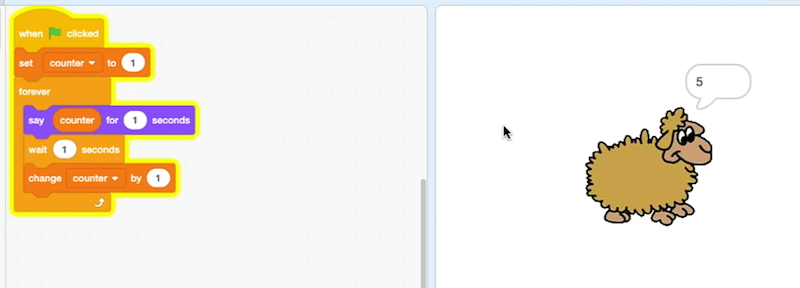 when clicked
set counter to 1
forever
say counter for 1 seconds
wait 1 seconds
change counter by 1
5